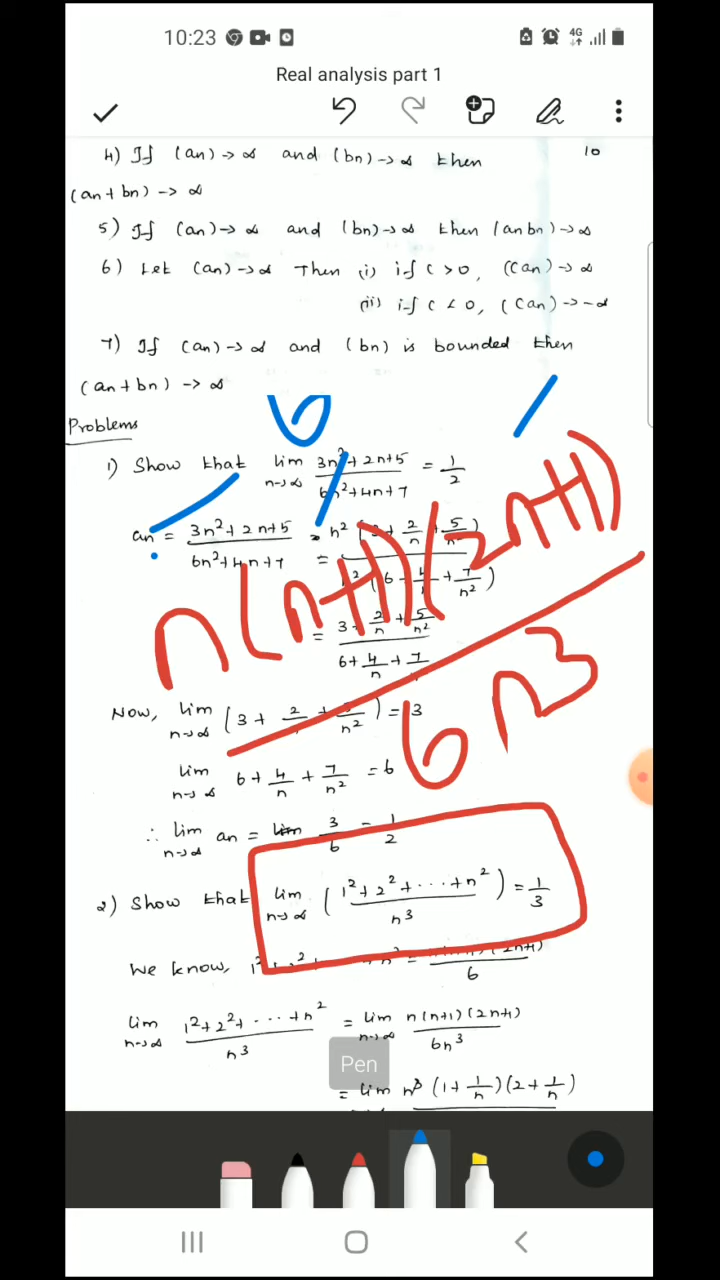 10:23
4G
Real analysis part 1
10
4) If (an) -> ∞ and (bn) -> ∞ then
(an + bn) -> ∞
5) If (an) -> ∞ and (bn) -> ∞ then (an bn) -> ∞
6) Let (an) -> ∞ Then (i) if c > 0, (can) -> ∞
(ii) if c < 0, (can) -> -∞
7) If (an) -> ∞ and (bn) is bounded then
(an + bn) -> ∞
Problems
1) Show that lim n->∞ 3n²+2n+5 / 6n²+4n+7 = 1/2
an = 3n²+2n+5 / 6n²+4n+7 =
= 3 + 2/n + 5/n² / 6 + 4/n + 7
n(n+1)(2n+1)
6n3
Now, lim n->∞ (3 + 2 + / n²) = 3
lim n->∞ 6 + 4/n + 7/n² = 6
∴ lim n->∞ an = 3/6 = 1/2
2) Show that lim n->∞ (1²+2²+ ··· +n² / n³) = 1/3
We know, 1² 2² n² = (2n+1) / 6
lim n->∞ 1²+2²+ ··· +n² / n³ = lim n->∞ n(n+1)(2n+1) / 6n³
= lim n³ (1+ 1/n)(2+ 1/n)
Pen